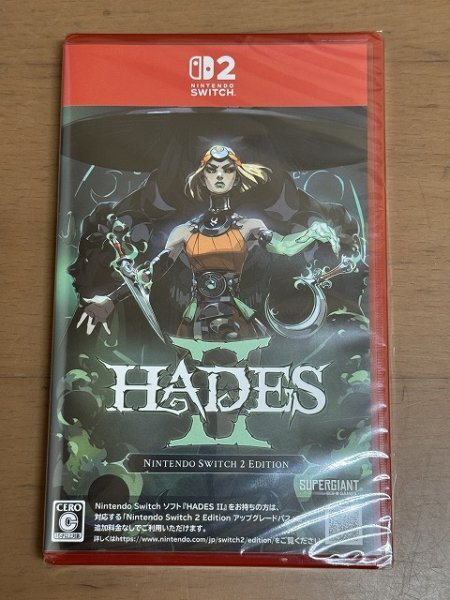 2
NINTENDO
SWITCH
HADES
II
NINTENDO SWITCH 2 EDITION
SUPERGIANT
GAMES
CERO
C
Nintendo Switch ソフト『HADES II』をお持ちの方は、
対応する「Nintendo Switch 2 Edition アップグレードパス
追加料金なしでご利用いただけます。
詳しくはhttps://www.nintendo.com/jp/switch2/edition/をご覧ください